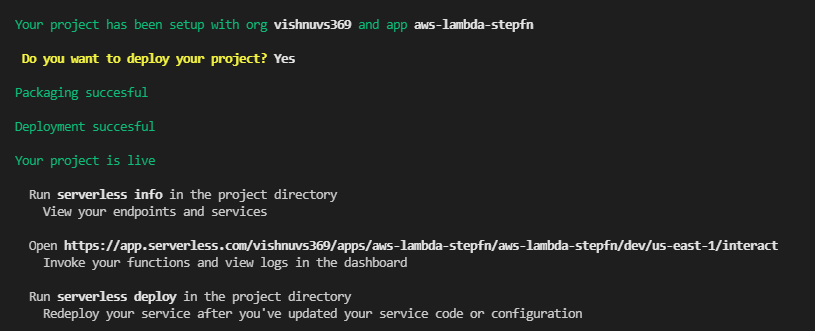 Your project has been setup with org vishnuvs369 and app aws-lambda-stepfn
Do you want to deploy your project? Yes
Packaging succesful
Deployment succesful
Your project is live
Run serverless info in the project directory
View your endpoints and services
Open https://app.serverless.com/vishnuvs369/apps/aws-lambda-stepfn/aws-lambda-stepfn/dev/us-east-1/interact
Invoke your functions and view logs in the dashboard
Run serverless deploy in the project directory
Redeploy your service after you've updated your service code or configuration